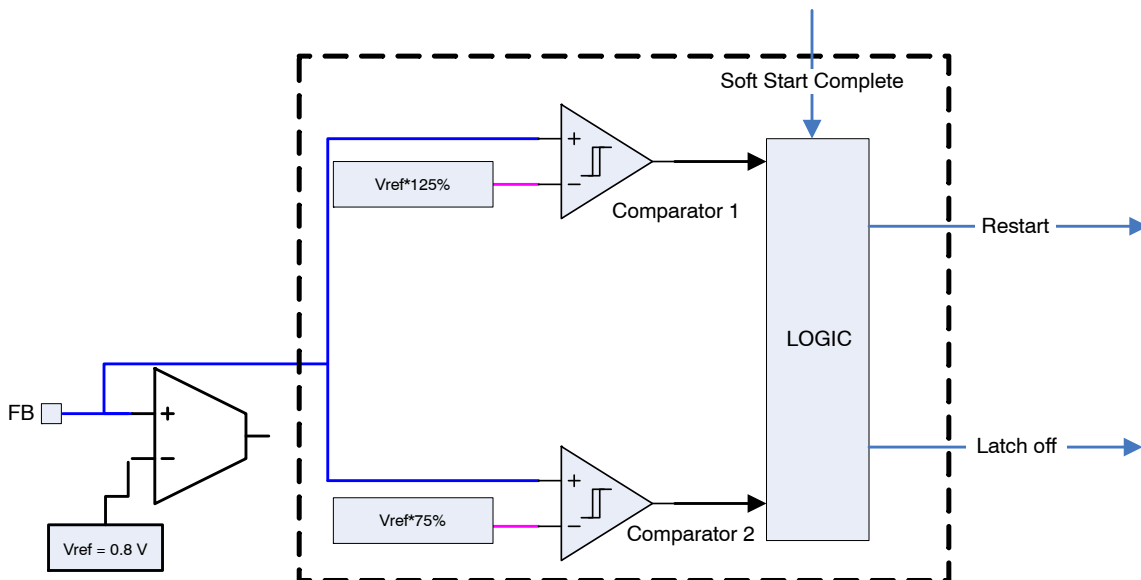 Soft Start Complete
+
Vref*125%
−
Comparator 1
Restart
LOGIC
FB
+
−
Vref = 0.8 V
Latch off
+
Vref*75%
−
Comparator 2